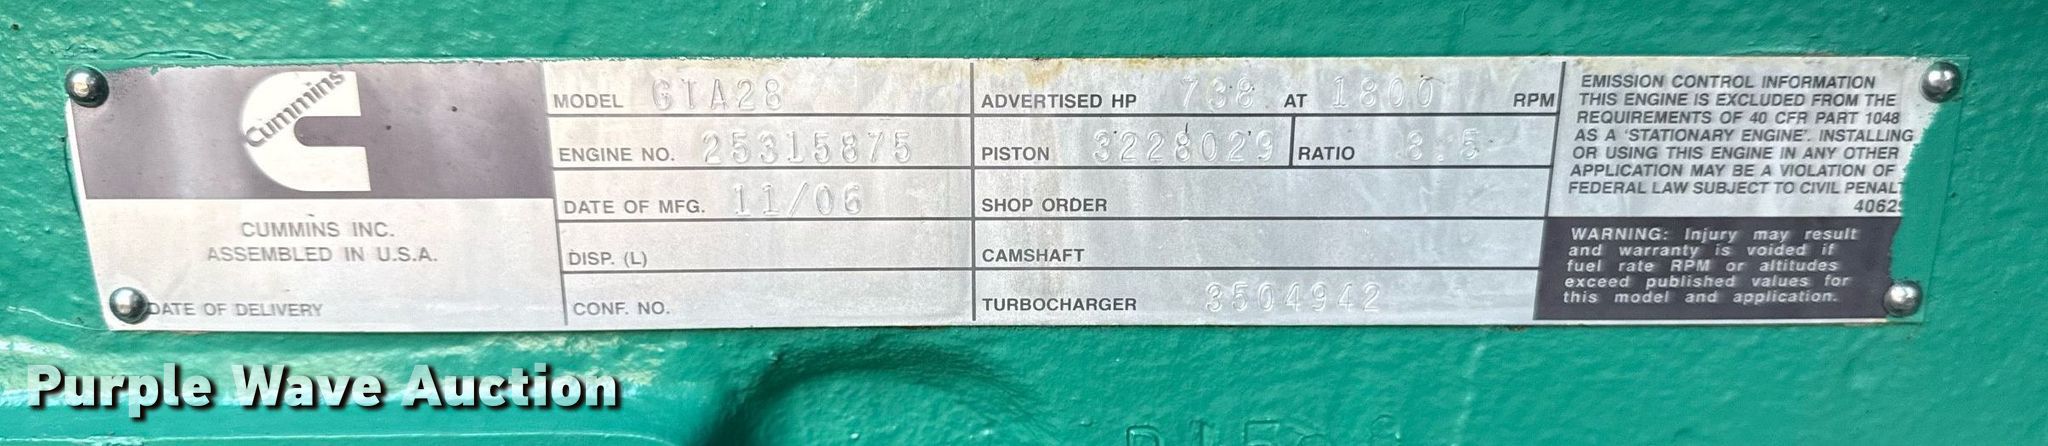 Cummins
CUMMINS INC.
ASSEMBLED IN U.S.A.
DATE OF DELIVERY
MODEL GTA28
ENGINE NO. 25315875
DATE OF MFG. 11/06
DISP. (L)
CONF. NO.
ADVERTISED HP 738 AT 1800 RPM
PISTON 3228029 RATIO 8.5
SHOP ORDER
CAMSHAFT
TURBOCHARGER 3504942
EMISSION CONTROL INFORMATION
THIS ENGINE IS EXCLUDED FROM THE
REQUIREMENTS OF 40 CFR PART 1048
AS A 'STATIONARY ENGINE'. INSTALLING
OR USING THIS ENGINE IN ANY OTHER
APPLICATION MAY BE A VIOLATION OF
FEDERAL LAW SUBJECT TO CIVIL PENALT
40629
WARNING: Injury may result
and warranty is voided if
fuel rate RPM or altitudes
exceed published values for
this model and application.
Purple Wave Auction